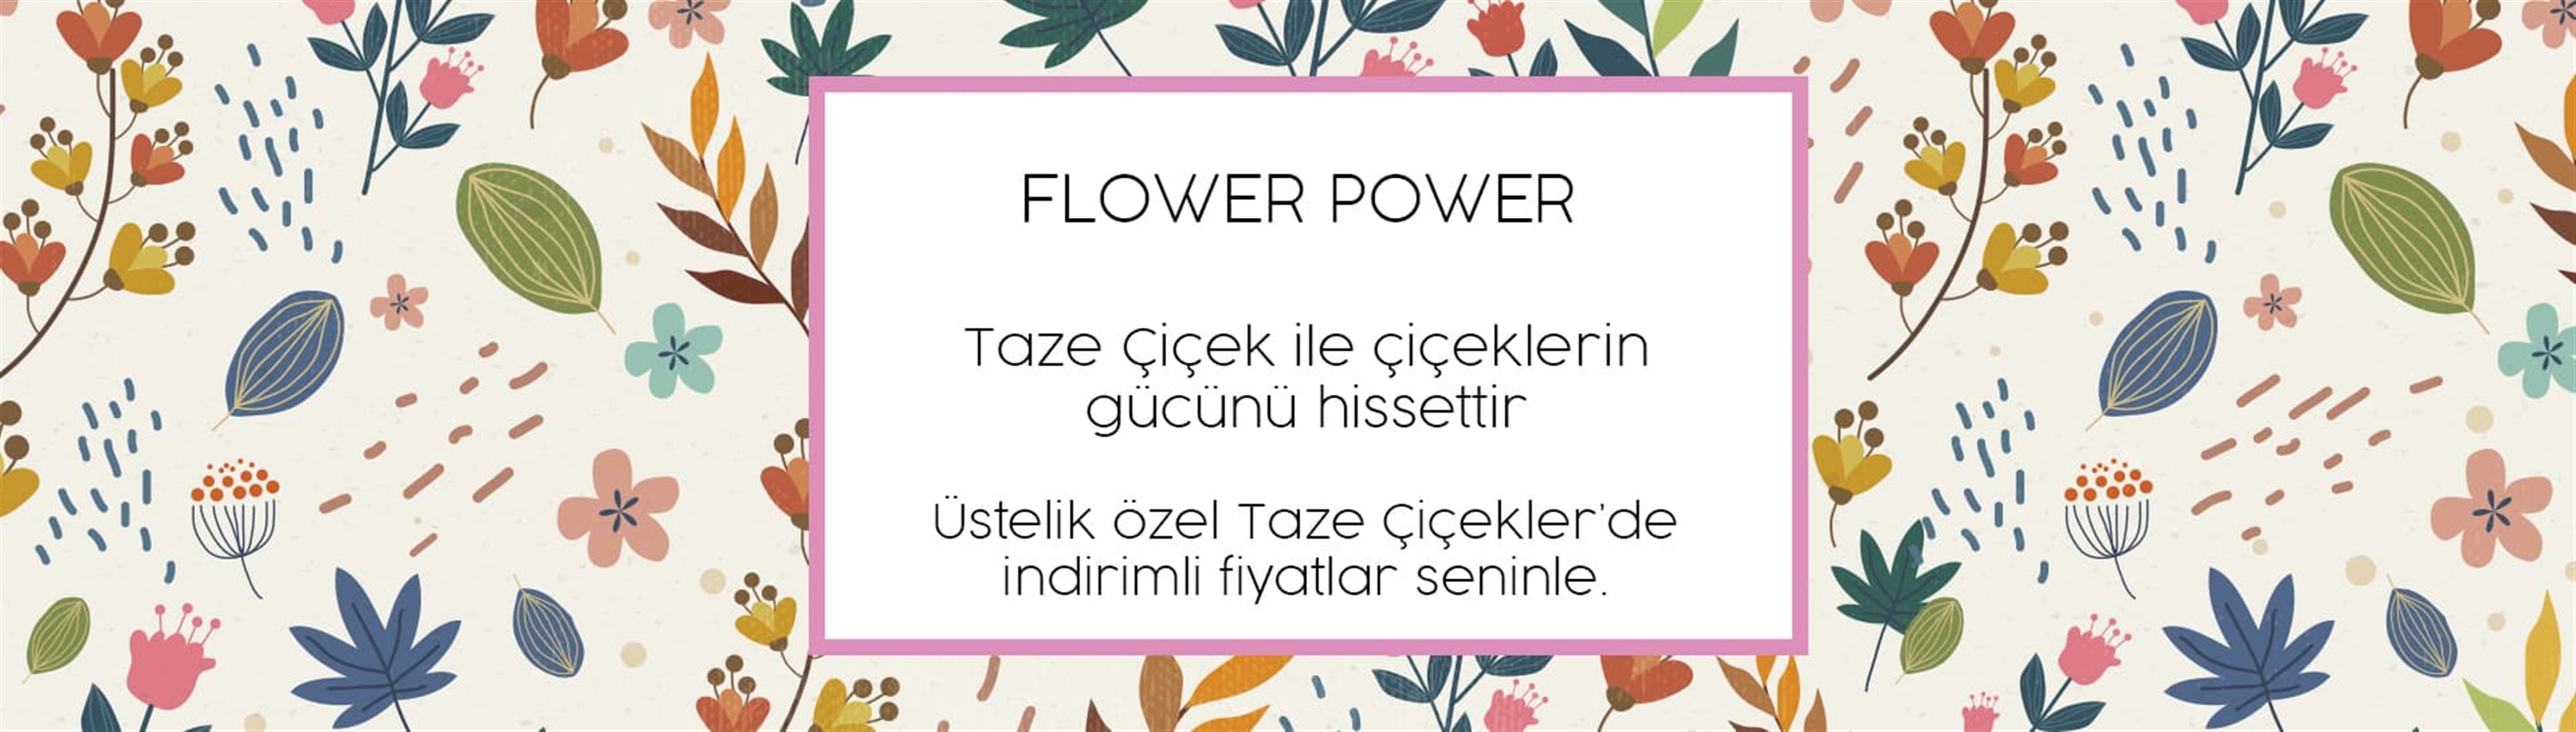 FLOWER POWER
Taze Çiçek ile çiçeklerin
gücünü hissettir
Üstelik özel Taze Çiçekler'de
indirimli fiyatlar seninle.